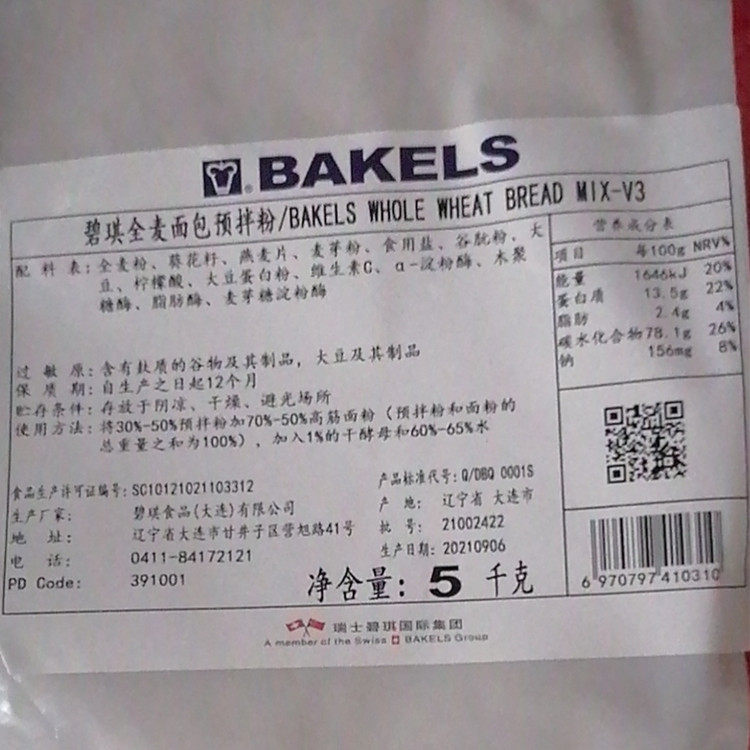 BAKELS
碧琪全麦面包预拌粉/BAKELS WHOLE WHEAT BREAD MIX-V3
配料表:全麦粉、葵花籽、燕麦片、麦芽粉、食用盐、谷朊粉、大
豆、柠檬酸、大豆蛋白粉、维生素C、α-淀粉酶、木聚
糖酶、脂肪酶、麦芽糖淀粉酶
过敏原:含有麸质的谷物及其制品,大豆及其制品
保质期:自生产之日起12个月
贮存条件:存放于阴凉、干燥、避光场所
使用方法:将30%-50%预拌粉加70%-50%高筋面粉(预拌粉和面粉的
总重量之和为100%),加入1%的干酵母和60%-65%水
营养成分表
项目 每100g NRV%
能量 1646kJ 20%
蛋白质 13.5g 22%
脂肪 2.4g 4%
碳水化合物 78.1g 26%
钠 156mg 8%
食品生产许可证编号:SC10121021103312
生产厂家: 碧琪食品(大连)有限公司
地址: 辽宁省大连市甘井子区营旭路41号
电话: 0411-84172121
PD Code: 391001
产品标准代号:Q/DBQ 0001S
产地: 辽宁省 大连市
批号: 21002422
生产日期: 20210906
净含量: 5 千克
6 970797 410310
瑞士碧琪国际集团
A member of the Swiss BAKELS Group